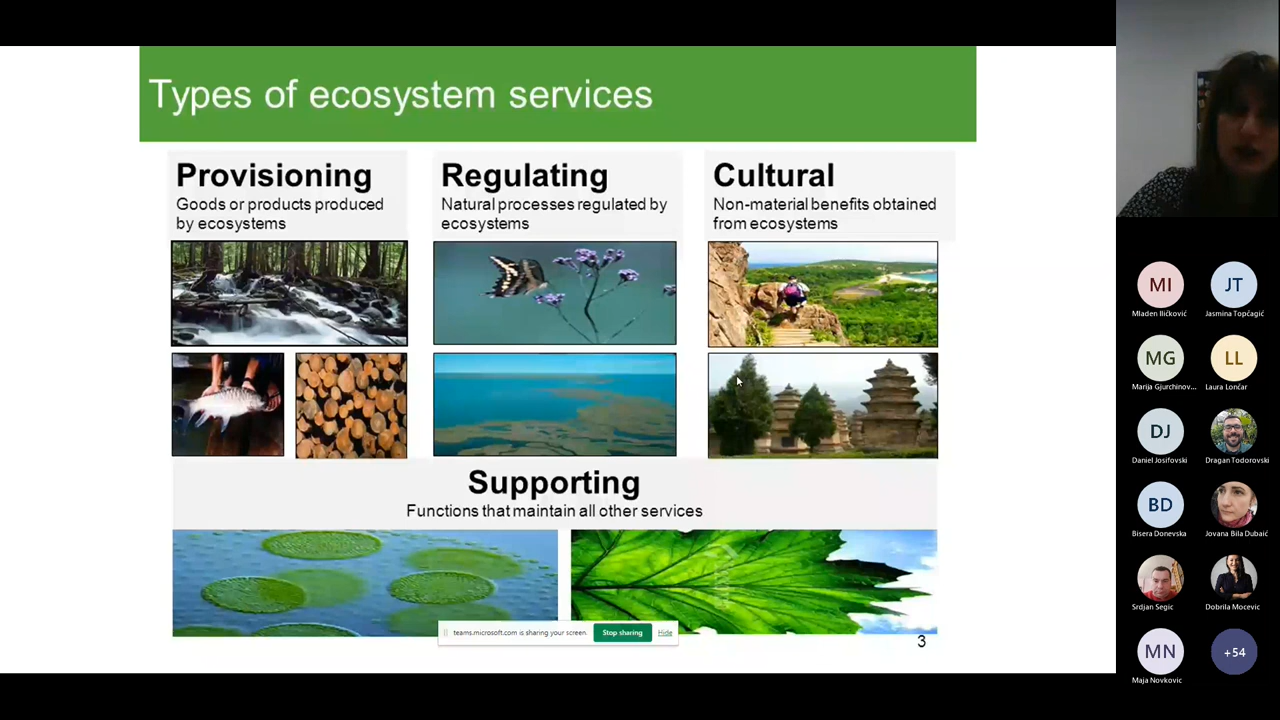 Types of ecosystem services
Provisioning
Goods or products produced
by ecosystems
Regulating
Natural processes regulated by
ecosystems
Cultural
Non-material benefits obtained
from ecosystems
Supporting
Functions that maintain all other services
teams.microsoft.com is sharing your screen.
Stop sharing
Hide
3
MI
Mladen Iličković
JT
Jasmina Topčagić
MG
Marija Gjurchinov...
LL
Laura Lončar
DJ
Daniel Josifovski
Dragan Todorovski
BD
Bisera Donevska
Jovana Bila Dubaić
Srdjan Segic
Dobrila Mocevic
MN
Maja Novkovic
+54